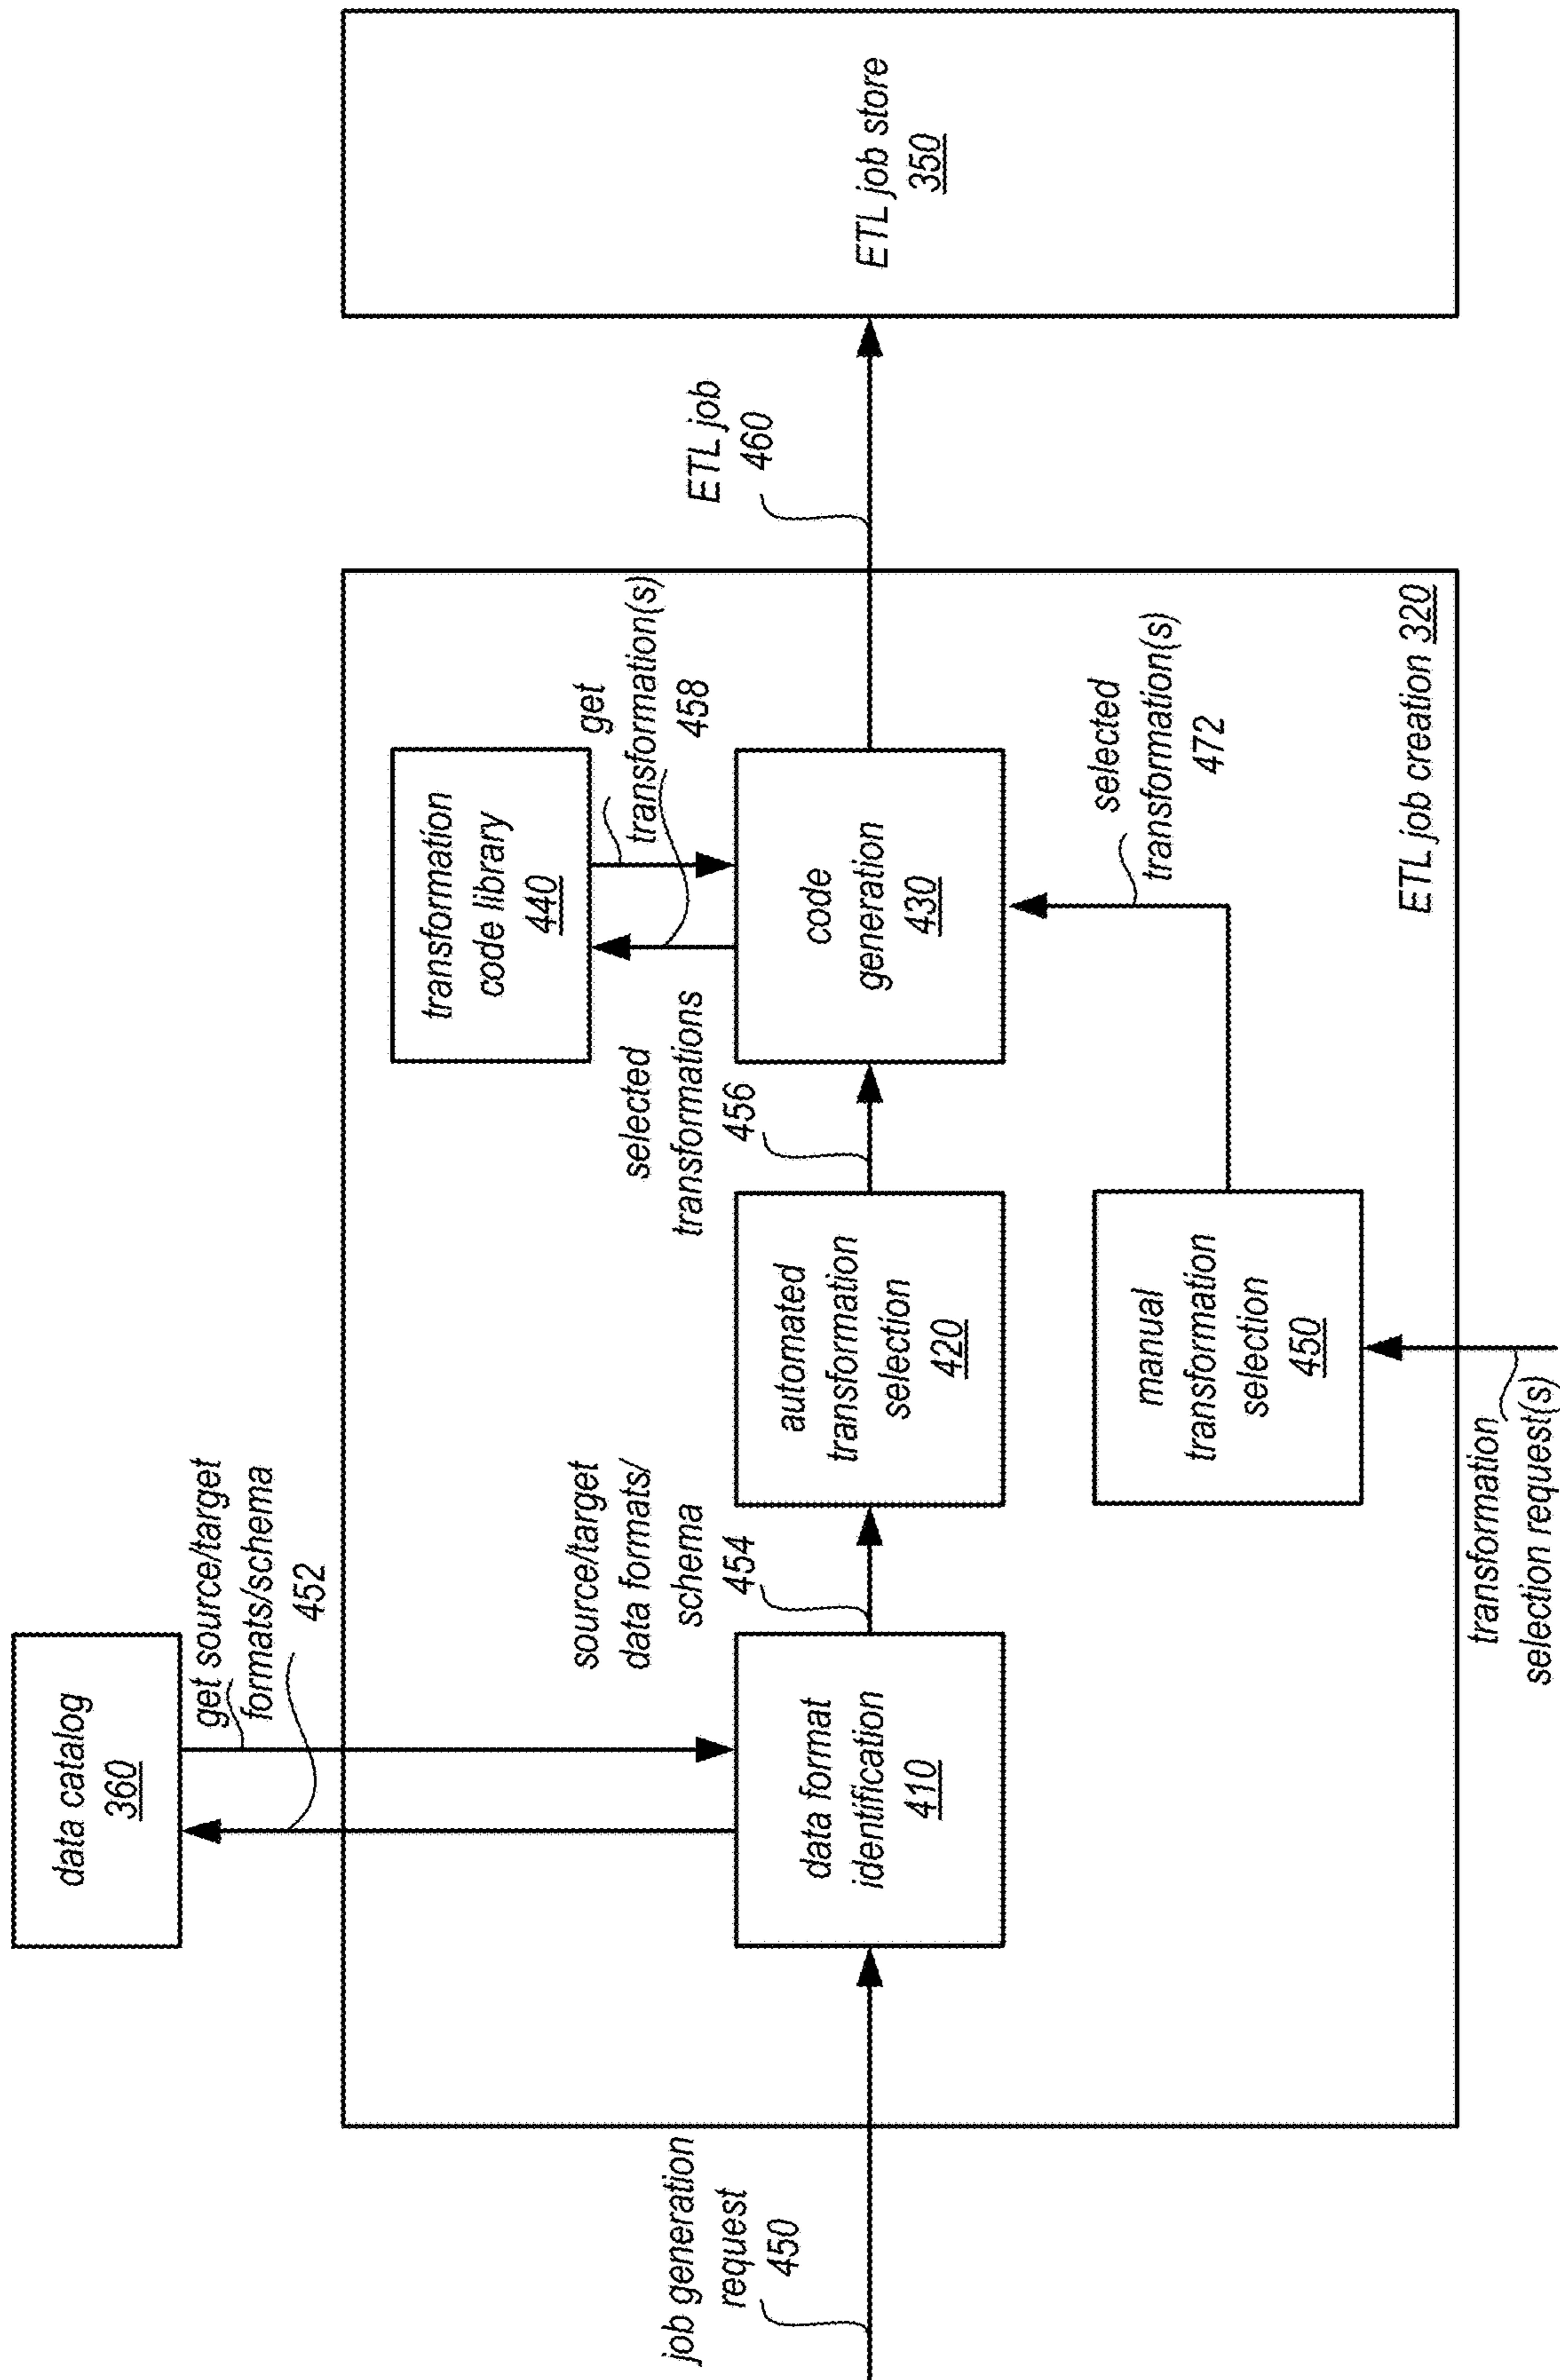 data catalog
360
get source/target
formats/schema
452
job generation
request
450
data format
identification
410
source/target
data formats/
schema
454
automated
transformation
selection
420
selected
transformations
456
transformation
code library
440
get
transformation(s)
458
code
generation
430
ETL job
460
ETL job store
350
manual
transformation
selection
450
selected
transformation(s)
472
ETL job creation 320
transformation
selection request(s)